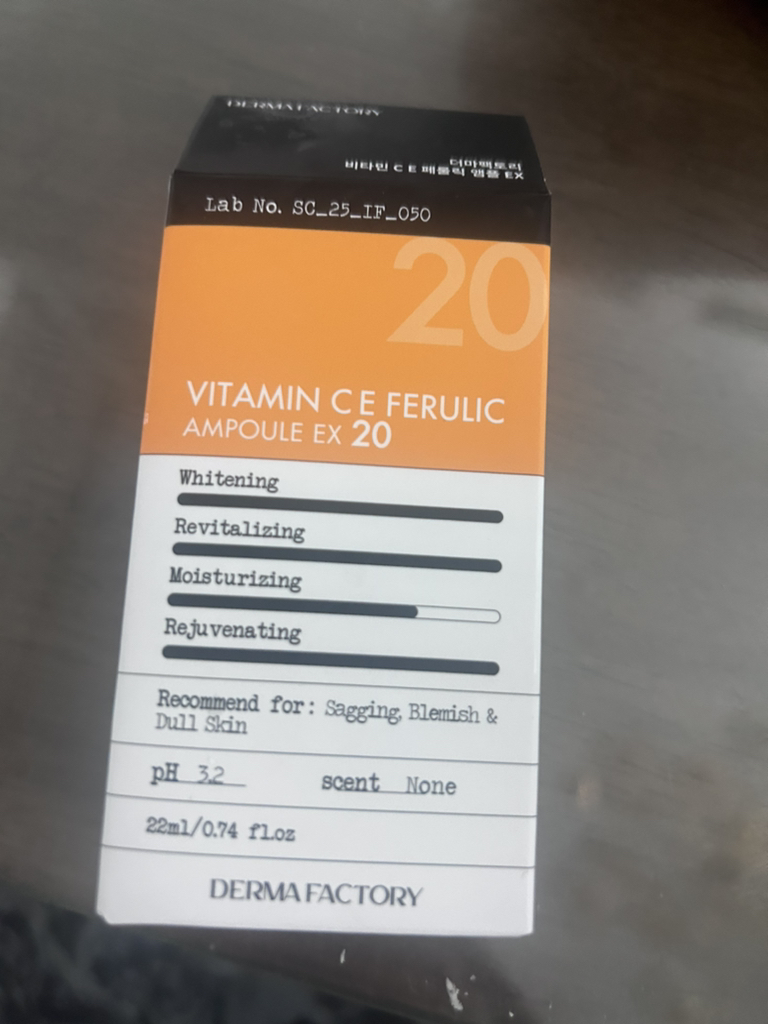 DERMA FACTORY
더마팩토리
비타민 C E 페룰릭 앰플 EX
Lab No. SC_25_IF_050
20
VITAMIN C E FERULIC
AMPOULE EX 20
Whitening
Revitalizing
Moisturizing
Rejuvenating
Recommend for: Sagging, Blemish &
Dull Skin
pH 3.2 scent None
22ml/0.74 fl.oz
DERMA FACTORY